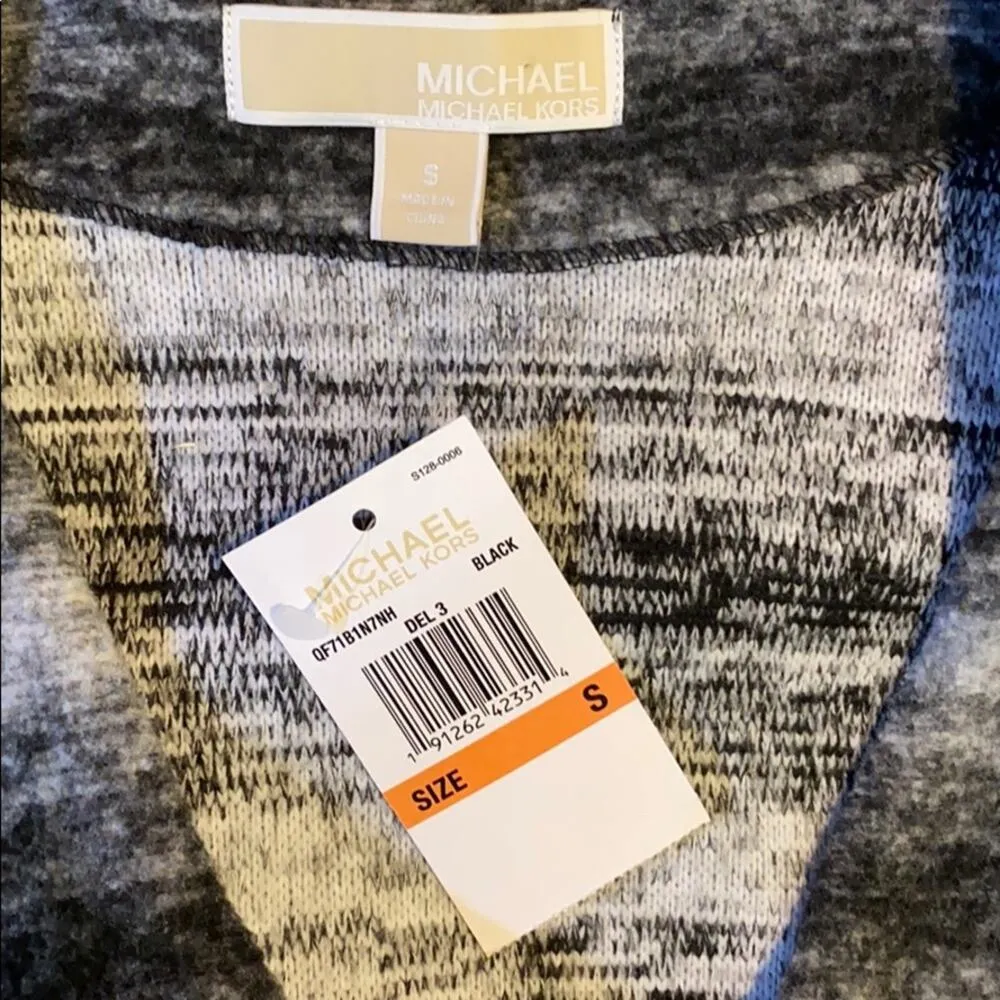 MICHAEL
MICHAEL KORS
S
MADE IN
CHINA
S128-0006
MICHAEL
MICHAEL KORS
BLACK
QF71B1N7NH
DEL 3
1 91262 42331 4
SIZE S